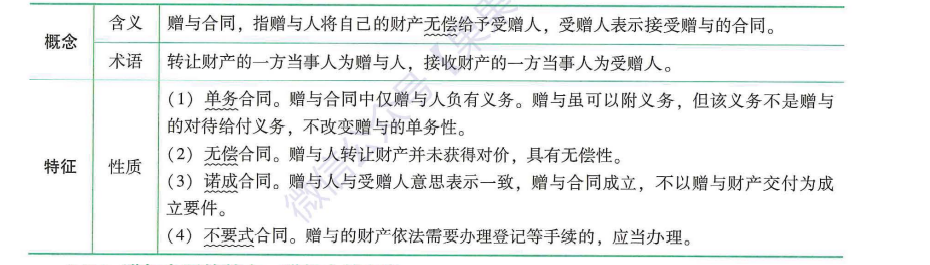 概念
含义
赠与合同，指赠与人将自己的财产无偿给予受赠人，受赠人表示接受赠与的合同。
术语
转让财产的一方当事人为赠与人，接收财产的一方当事人为受赠人。
特征
性质
（1）单务合同。赠与合同中仅赠与人负有义务。赠与虽可以附义务，但该义务不是赠与
的对待给付义务，不改变赠与的单务性。
（2）无偿合同。赠与人转让财产并未获得对价，具有无偿性。
（3）诺成合同。赠与人与受赠人意思表示一致，赠与合同成立，不以赠与财产交付为成
立要件。
（4）不要式合同。赠与的财产依法需要办理登记等手续的，应当办理。
微信公众号【果果